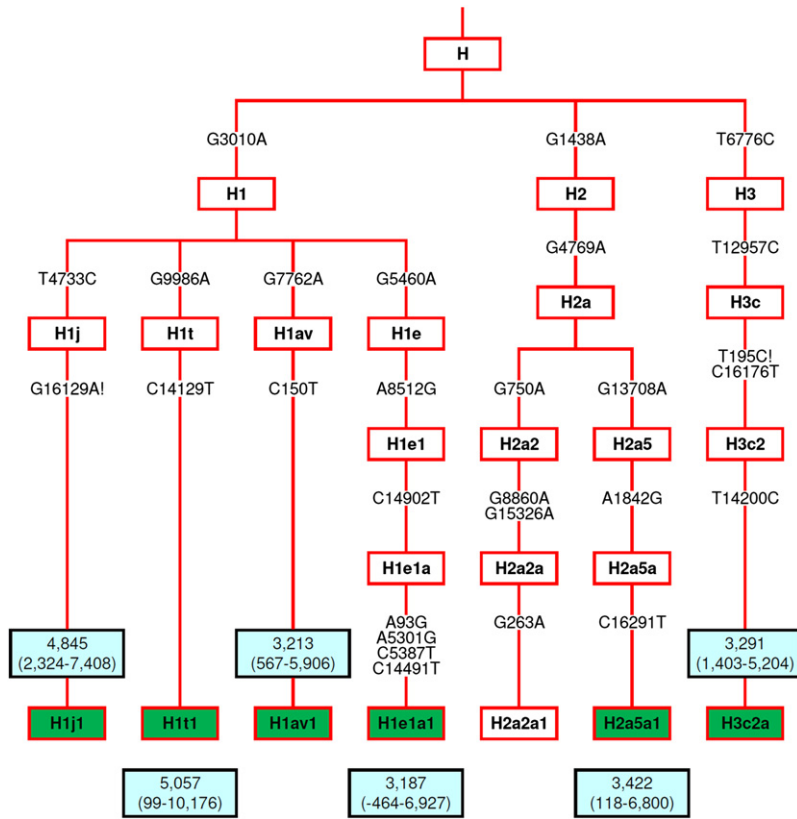 H
G3010A
G1438A
T6776C
H1
H2
H3
G4769A
T12957C
T4733C
G9986A
G7762A
G5460A
H2a
H3c
H1j
H1t
H1av
H1e
T195C!
C16176T
G16129A!
C14129T
C150T
A8512G
G750A
G13708A
H1e1
H2a2
H2a5
H3c2
C14902T
G8860A
G15326A
A1842G
T14200C
H1e1a
H2a2a
H2a5a
A93G
A5301G
C5387T
C14491T
G263A
C16291T
4,845
(2,324-7,408)
3,213
(567-5,906)
3,291
(1,403-5,204)
H1j1
H1t1
H1av1
H1e1a1
H2a2a1
H2a5a1
H3c2a
5,057
(99-10,176)
3,187
(-464-6,927)
3,422
(118-6,800)